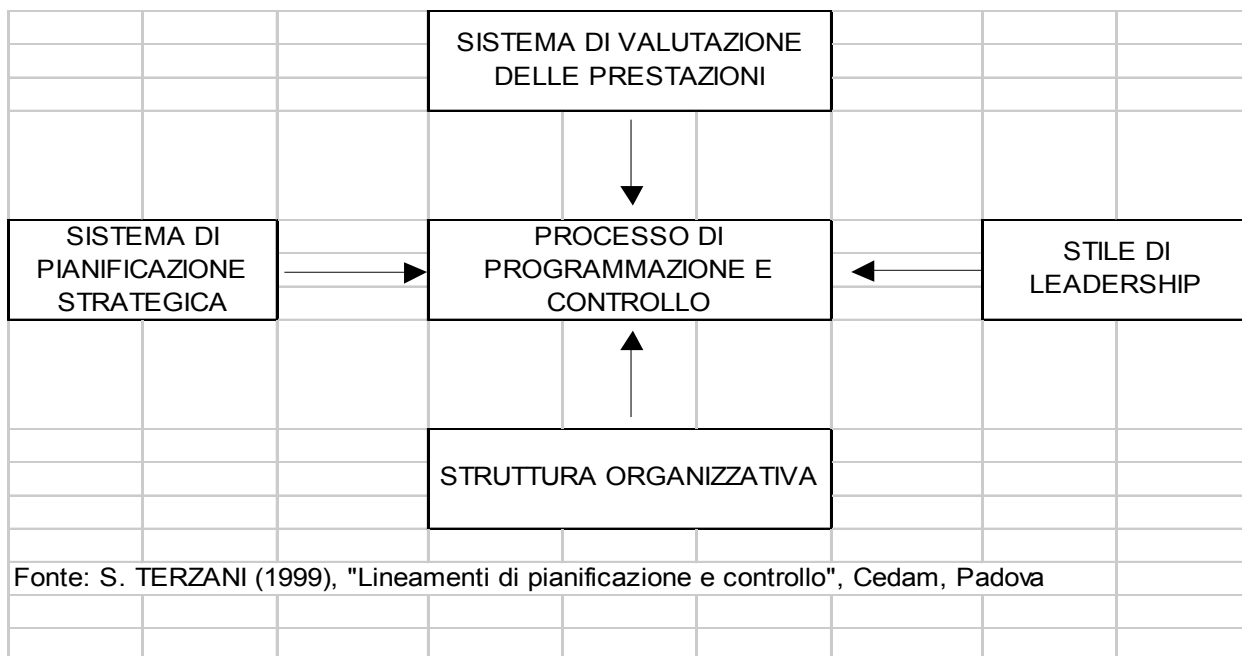 SISTEMA DI VALUTAZIONE
DELLE PRESTAZIONI
SISTEMA DI
PIANIFICAZIONE
STRATEGICA
PROCESSO DI
PROGRAMMAZIONE E
CONTROLLO
STILE DI
LEADERSHIP
STRUTTURA ORGANIZZATIVA
Fonte: S. TERZANI (1999), "Lineamenti di pianificazione e controllo", Cedam, Padova